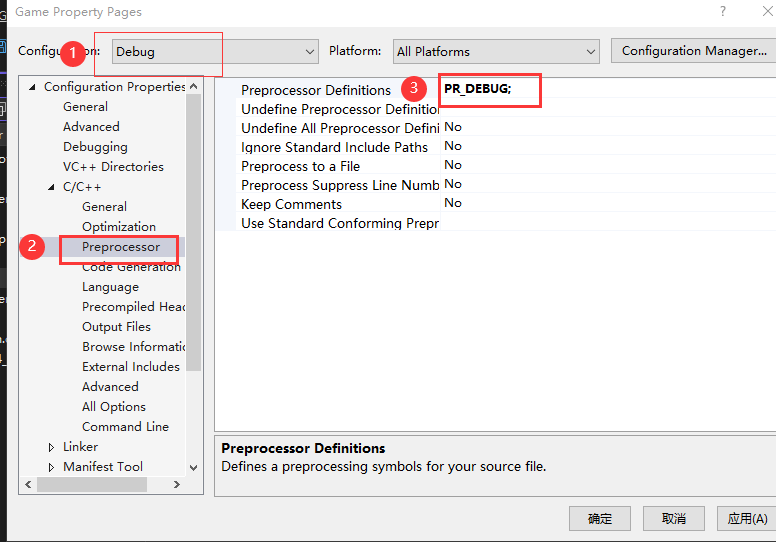 Game Property Pages
?
Configuration:
1
Debug
Platform:
All Platforms
Configuration Manager...
Configuration Properties
General
Advanced
Debugging
VC++ Directories
C/C++
General
Optimization
2
Preprocessor
Code Generation
Language
Precompiled Head
Output Files
Browse Informatio
External Includes
Advanced
All Options
Command Line
Linker
Manifest Tool
Preprocessor Definitions
3
PR_DEBUG;
Undefine Preprocessor Definition
Undefine All Preprocessor Defini
No
Ignore Standard Include Paths
No
Preprocess to a File
No
Preprocess Suppress Line Numb
No
Keep Comments
No
Use Standard Conforming Prepr
Preprocessor Definitions
Defines a preprocessing symbols for your source file.
确定
取消
应用(A)